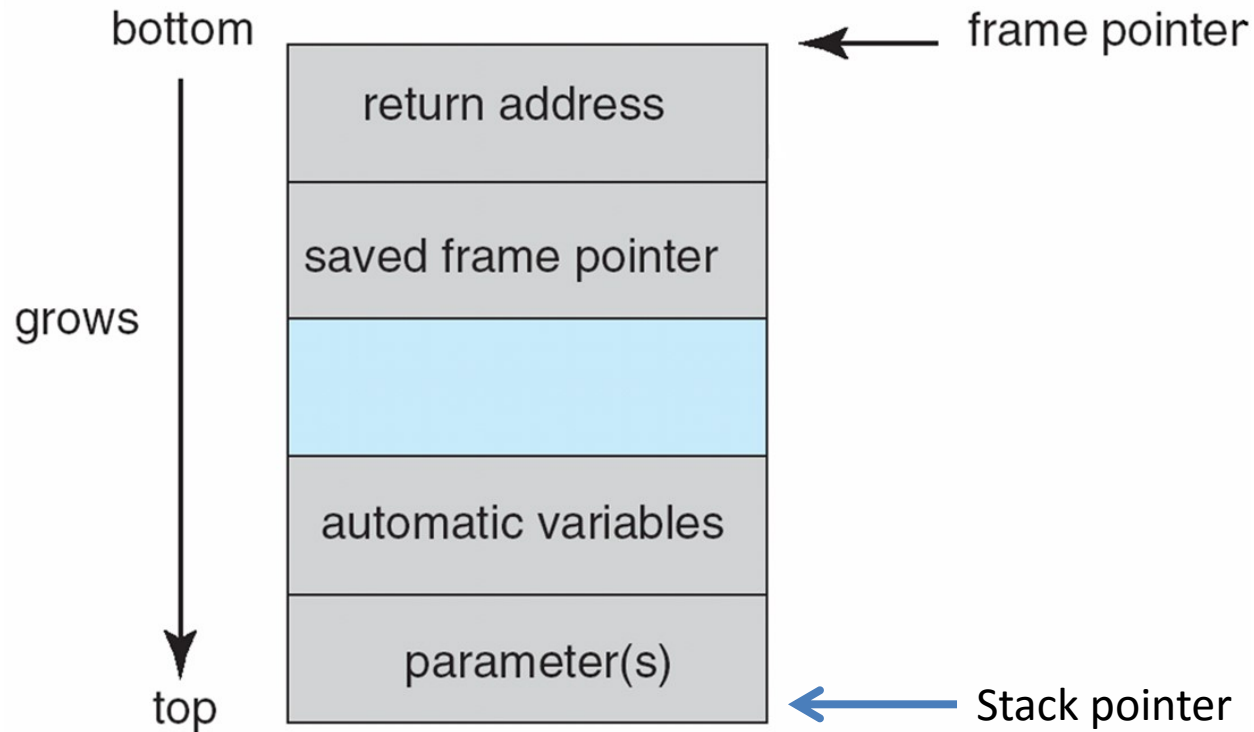 bottom
frame pointer
return address
saved frame pointer
grows
automatic variables
parameter(s)
top
Stack pointer